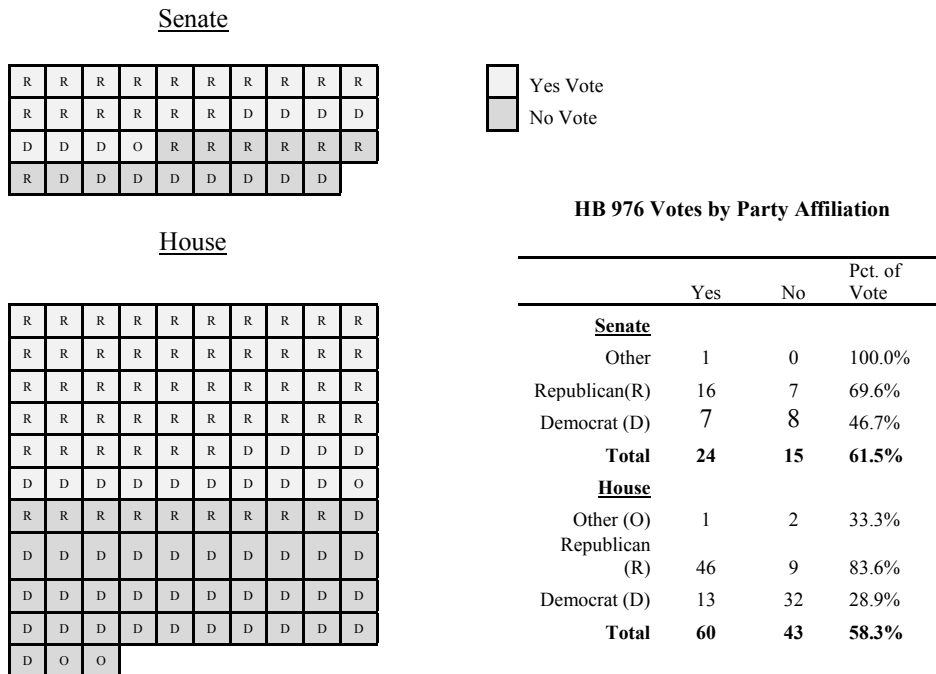 Senate
R R R R R R R R R R
R R R R R R D D D D
D D D O R R R R R R
R D D D D D D D D
Yes Vote
No Vote
House
R R R R R R R R R R
R R R R R R R R R R
R R R R R R R R R R
R R R R R R R R R R
R R R R R R D D D D
D D D D D D D D D O
R R R R R R R R R D
D D D D D D D D D D
D D D D D D D D D D
D D D D D D D D D D
D O O
HB 976 Votes by Party Affiliation
Pct. of
Yes No Vote
Senate
Other 1 0 100.0%
Republican(R) 16 7 69.6%
Democrat (D) 7 8 46.7%
Total 24 15 61.5%
House
Other (O) 1 2 33.3%
Republican
(R) 46 9 83.6%
Democrat (D) 13 32 28.9%
Total 60 43 58.3%